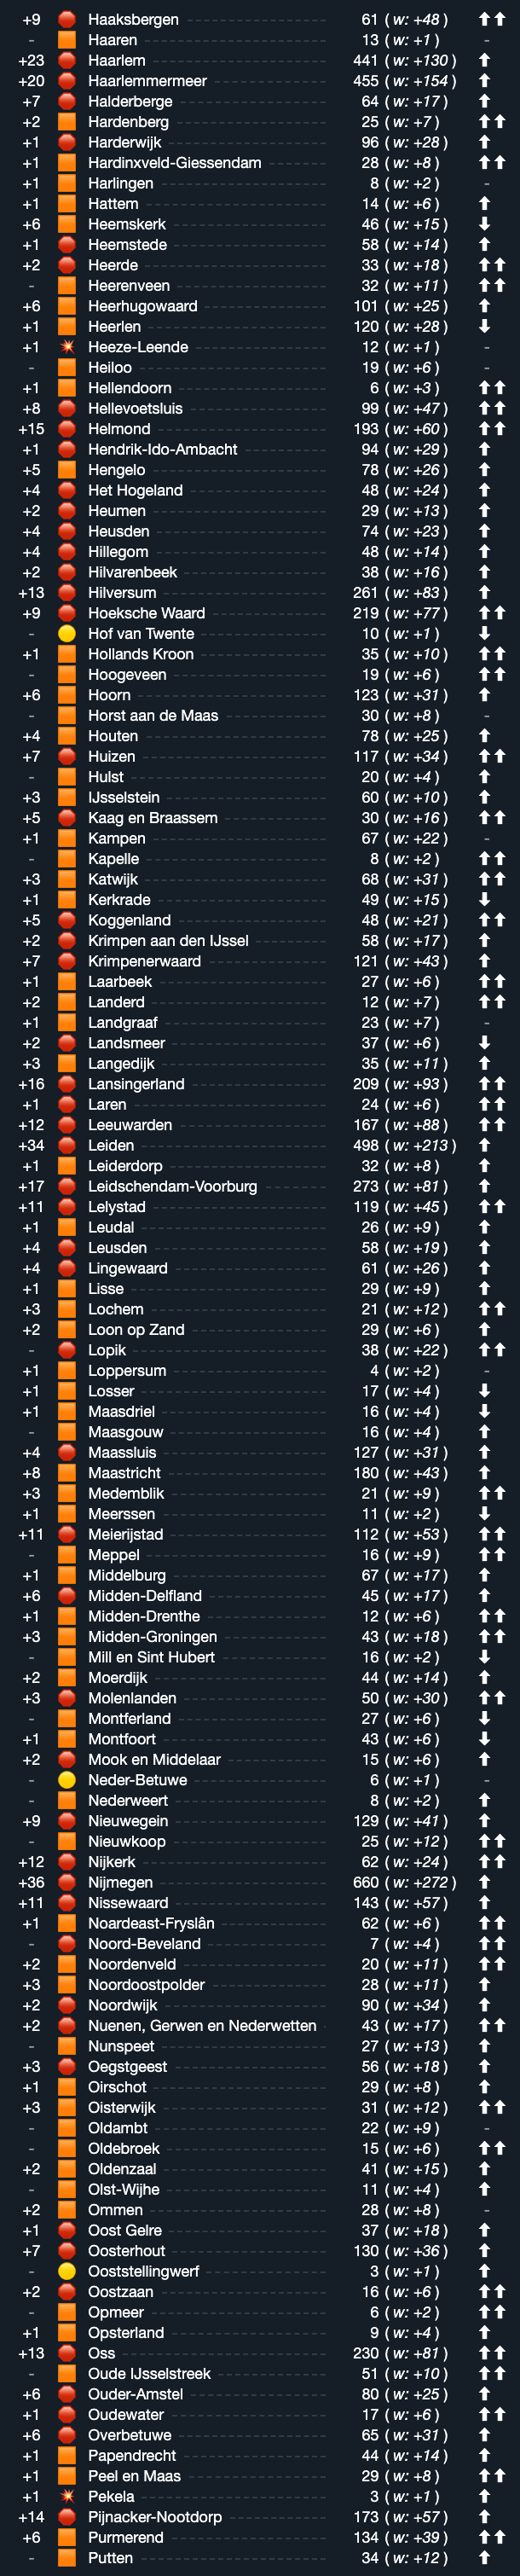 +9 Haaksbergen 61 ( w: +48 )
- Haaren 13 ( w: +1 ) -
+23 Haarlem 441 ( w: +130 )
+20 Haarlemmermeer 455 ( w: +154 )
+7 Halderberge 64 ( w: +17 )
+2 Hardenberg 25 ( w: +7 )
+1 Harderwijk 96 ( w: +28 )
+1 Hardinxveld-Giessendam 28 ( w: +8 )
+1 Harlingen 8 ( w: +2 ) -
+1 Hattem 14 ( w: +6 )
+6 Heemskerk 46 ( w: +15 )
+1 Heemstede 58 ( w: +14 )
+2 Heerde 33 ( w: +18 )
- Heerenveen 32 ( w: +11 )
+6 Heerhugowaard 101 ( w: +25 )
+1 Heerlen 120 ( w: +28 )
+1 Heeze-Leende 12 ( w: +1 ) -
- Heiloo 19 ( w: +6 ) -
+1 Hellendoorn 6 ( w: +3 )
+8 Hellevoetsluis 99 ( w: +47 )
+15 Helmond 193 ( w: +60 )
+1 Hendrik-Ido-Ambacht 94 ( w: +29 )
+5 Hengelo 78 ( w: +26 )
+4 Het Hogeland 48 ( w: +24 )
+2 Heumen 29 ( w: +13 )
+4 Heusden 74 ( w: +23 )
+4 Hillegom 48 ( w: +14 )
+2 Hilvarenbeek 38 ( w: +16 )
+13 Hilversum 261 ( w: +83 )
+9 Hoeksche Waard 219 ( w: +77 )
- Hof van Twente 10 ( w: +1 )
+1 Hollands Kroon 35 ( w: +10 )
- Hoogeveen 19 ( w: +6 )
+6 Hoorn 123 ( w: +31 )
- Horst aan de Maas 30 ( w: +8 ) -
+4 Houten 78 ( w: +25 )
+7 Huizen 117 ( w: +34 )
- Hulst 20 ( w: +4 )
+3 IJsselstein 60 ( w: +10 )
+5 Kaag en Braassem 30 ( w: +16 )
+1 Kampen 67 ( w: +22 ) -
- Kapelle 8 ( w: +2 )
+3 Katwijk 68 ( w: +31 )
+1 Kerkrade 49 ( w: +15 )
+5 Koggenland 48 ( w: +21 )
+2 Krimpen aan den IJssel 58 ( w: +17 )
+7 Krimpenerwaard 121 ( w: +43 )
+1 Laarbeek 27 ( w: +6 )
+2 Landerd 12 ( w: +7 )
+1 Landgraaf 23 ( w: +7 ) -
+2 Landsmeer 37 ( w: +6 )
+3 Langedijk 35 ( w: +11 )
+16 Lansingerland 209 ( w: +93 )
+1 Laren 24 ( w: +6 )
+12 Leeuwarden 167 ( w: +88 )
+34 Leiden 498 ( w: +213 )
+1 Leiderdorp 32 ( w: +8 )
+17 Leidschendam-Voorburg 273 ( w: +81 )
+11 Lelystad 119 ( w: +45 )
+1 Leudal 26 ( w: +9 )
+4 Leusden 58 ( w: +19 )
+4 Lingewaard 61 ( w: +26 )
+1 Lisse 29 ( w: +9 )
+3 Lochem 21 ( w: +12 )
+2 Loon op Zand 29 ( w: +6 )
- Lopik 38 ( w: +22 )
+1 Loppersum 4 ( w: +2 ) -
+1 Losser 17 ( w: +4 )
+1 Maasdriel 16 ( w: +4 )
- Maasgouw 16 ( w: +4 )
+4 Maassluis 127 ( w: +31 )
+8 Maastricht 180 ( w: +43 )
+3 Medemblik 21 ( w: +9 )
+1 Meerssen 11 ( w: +2 )
+11 Meierijstad 112 ( w: +53 )
- Meppel 16 ( w: +9 )
+1 Middelburg 67 ( w: +17 )
+6 Midden-Delfland 45 ( w: +17 )
+1 Midden-Drenthe 12 ( w: +6 )
+3 Midden-Groningen 43 ( w: +18 )
- Mill en Sint Hubert 16 ( w: +2 )
+2 Moerdijk 44 ( w: +14 )
+3 Molenlanden 50 ( w: +30 )
- Montferland 27 ( w: +6 )
+1 Montfoort 43 ( w: +6 )
+2 Mook en Middelaar 15 ( w: +6 )
- Neder-Betuwe 6 ( w: +1 ) -
- Nederweert 8 ( w: +2 )
+9 Nieuwegein 129 ( w: +41 )
- Nieuwkoop 25 ( w: +12 )
+12 Nijkerk 62 ( w: +24 )
+36 Nijmegen 660 ( w: +272 )
+11 Nissewaard 143 ( w: +57 )
+1 Noardeast-Fryslân 62 ( w: +6 )
- Noord-Beveland 7 ( w: +4 )
+2 Noordenveld 20 ( w: +11 )
+3 Noordoostpolder 28 ( w: +11 )
+2 Noordwijk 90 ( w: +34 )
+2 Nuenen, Gerwen en Nederwetten 43 ( w: +17 )
- Nunspeet 27 ( w: +13 )
+3 Oegstgeest 56 ( w: +18 )
+1 Oirschot 29 ( w: +8 )
+3 Oisterwijk 31 ( w: +12 )
- Oldambt 22 ( w: +9 ) -
- Oldebroek 15 ( w: +6 )
+2 Oldenzaal 41 ( w: +15 )
- Olst-Wijhe 11 ( w: +4 )
+2 Ommen 28 ( w: +8 ) -
+1 Oost Gelre 37 ( w: +18 )
+7 Oosterhout 130 ( w: +36 )
- Ooststellingwerf 3 ( w: +1 )
+2 Oostzaan 16 ( w: +6 )
- Opmeer 6 ( w: +2 )
+1 Opsterland 9 ( w: +4 )
+13 Oss 230 ( w: +81 )
- Oude IJsselstreek 51 ( w: +10 )
+6 Ouder-Amstel 80 ( w: +25 )
+1 Oudewater 17 ( w: +6 )
+6 Overbetuwe 65 ( w: +31 )
+1 Papendrecht 44 ( w: +14 )
+1 Peel en Maas 29 ( w: +8 )
+1 Pekela 3 ( w: +1 )
+14 Pijnacker-Nootdorp 173 ( w: +57 )
+6 Purmerend 134 ( w: +39 )
- Putten 34 ( w: +12 )